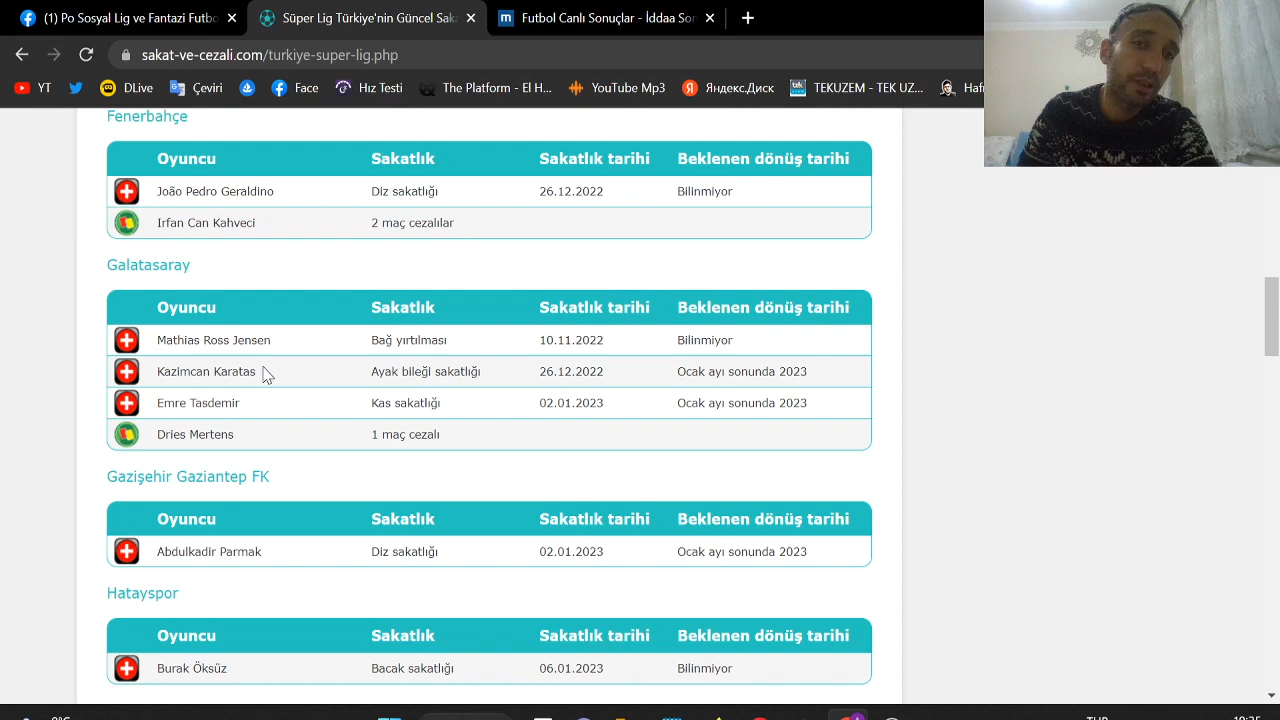 (1) Po Sosyal Lig ve Fantazi Futbo
Süper Lig Türkiye'nin Güncel Saka
Futbol Canlı Sonuçlar - İddaa Son
sakat-ve-cezali.com/turkiye-super-lig.php
YT
DLive
Çeviri
Face
Hız Testi
The Platform - El H...
YouTube Mp3
Яндекс.Диск
TEKUZEM - TEK UZ...
Haf
Fenerbahçe
Oyuncu Sakatlık Sakatlık tarihi Beklenen dönüş tarihi
João Pedro Geraldino Diz sakatlığı 26.12.2022 Bilinmiyor
Irfan Can Kahveci 2 maç cezalılar
Galatasaray
Oyuncu Sakatlık Sakatlık tarihi Beklenen dönüş tarihi
Mathias Ross Jensen Bağ yırtılması 10.11.2022 Bilinmiyor
Kazimcan Karatas Ayak bileği sakatlığı 26.12.2022 Ocak ayı sonunda 2023
Emre Tasdemir Kas sakatlığı 02.01.2023 Ocak ayı sonunda 2023
Dries Mertens 1 maç cezalı
Gazişehir Gaziantep FK
Oyuncu Sakatlık Sakatlık tarihi Beklenen dönüş tarihi
Abdulkadir Parmak Diz sakatlığı 02.01.2023 Ocak ayı sonunda 2023
Hatayspor
Oyuncu Sakatlık Sakatlık tarihi Beklenen dönüş tarihi
Burak Öksüz Bacak sakatlığı 06.01.2023 Bilinmiyor